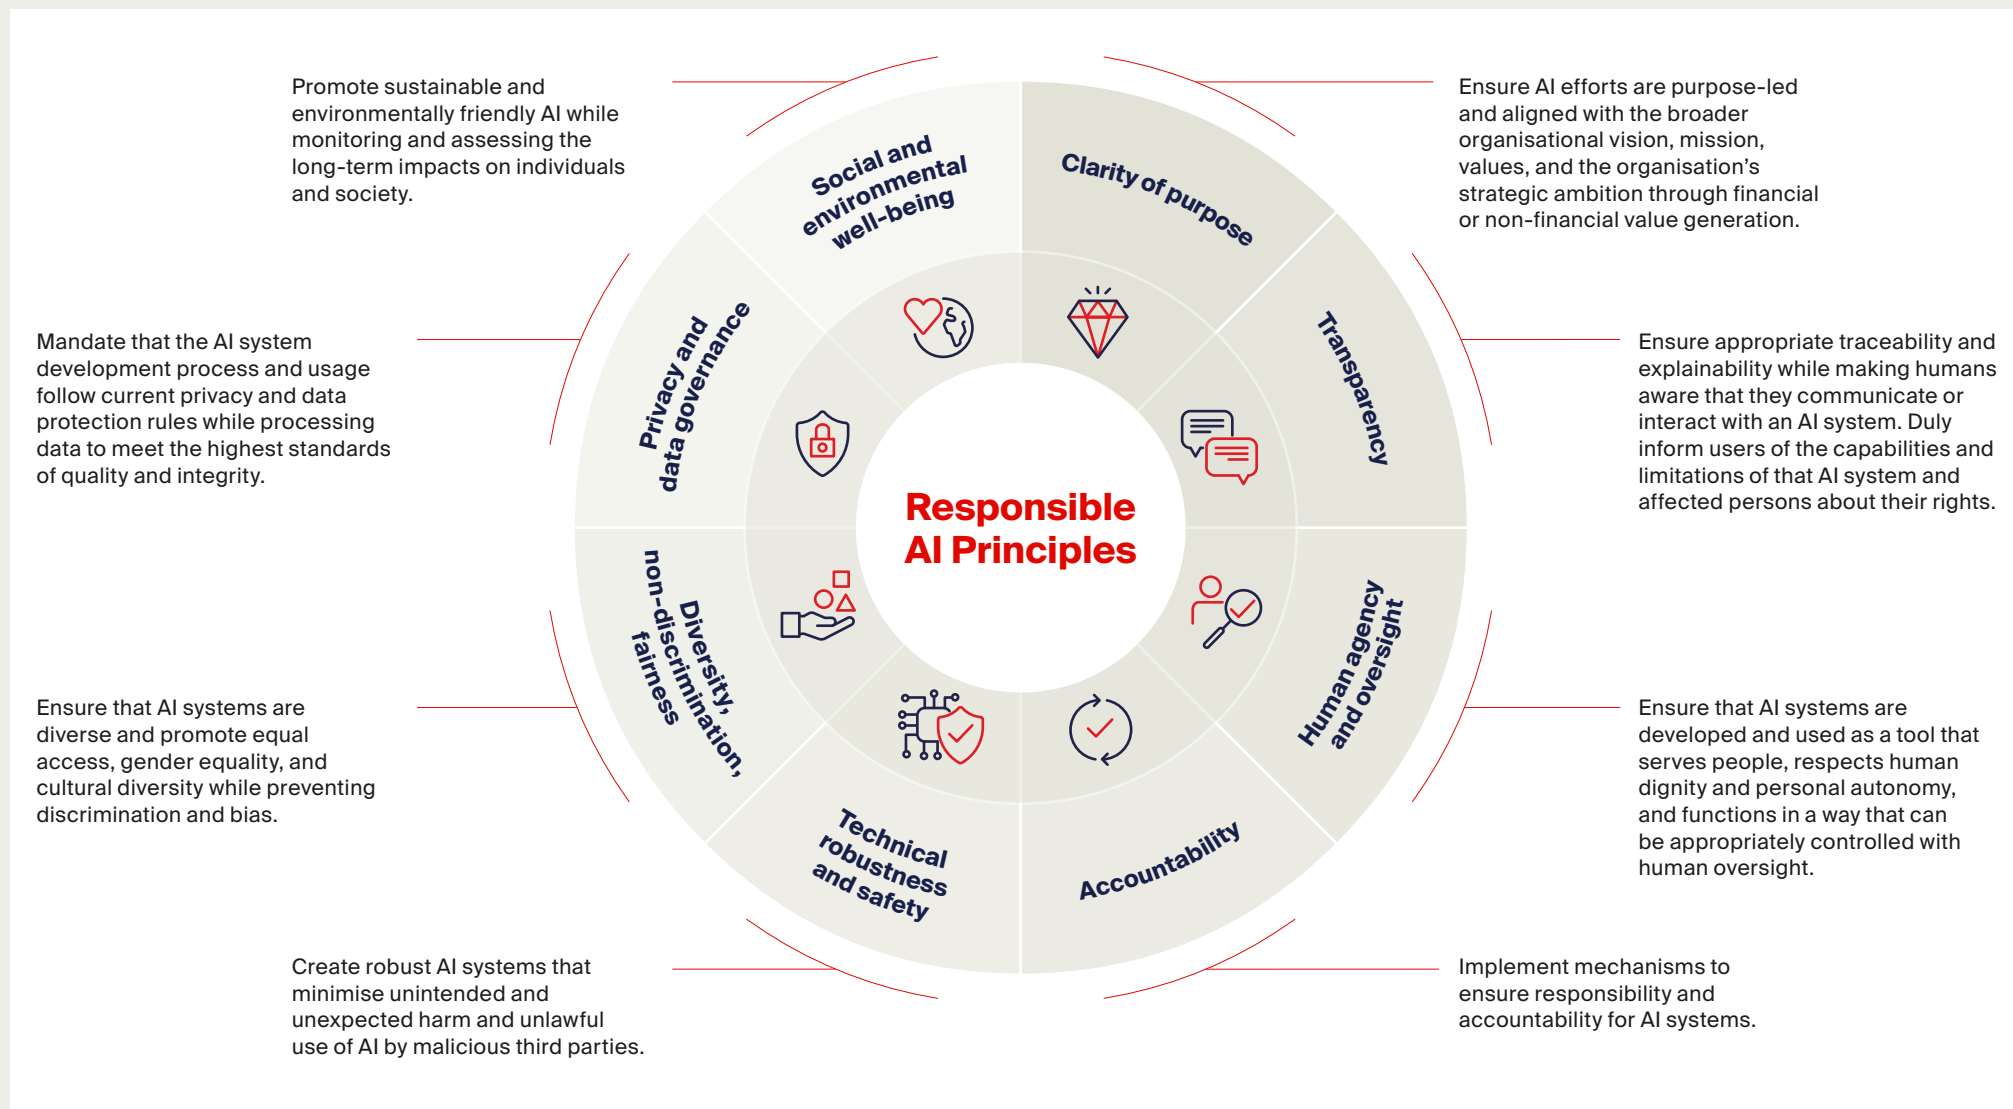 Responsible
AI Principles
Clarity of purpose
Ensure AI efforts are purpose-led
and aligned with the broader
organisational vision, mission,
values, and the organisation’s
strategic ambition through financial
or non-financial value generation.
Transparency
Ensure appropriate traceability and
explainability while making humans
aware that they communicate or
interact with an AI system. Duly
inform users of the capabilities and
limitations of that AI system and
affected persons about their rights.
Human agency
and oversight
Ensure that AI systems are
developed and used as a tool that
serves people, respects human
dignity and personal autonomy,
and functions in a way that can
be appropriately controlled with
human oversight.
Accountability
Implement mechanisms to
ensure responsibility and
accountability for AI systems.
Technical
robustness
and safety
Create robust AI systems that
minimise unintended and
unexpected harm and unlawful
use of AI by malicious third parties.
Diversity,
non-discrimination,
fairness
Ensure that AI systems are
diverse and promote equal
access, gender equality, and
cultural diversity while preventing
discrimination and bias.
Privacy and
data governance
Mandate that the AI system
development process and usage
follow current privacy and data
protection rules while processing
data to meet the highest standards
of quality and integrity.
Social and
environmental
well-being
Promote sustainable and
environmentally friendly AI while
monitoring and assessing the
long-term impacts on individuals
and society.